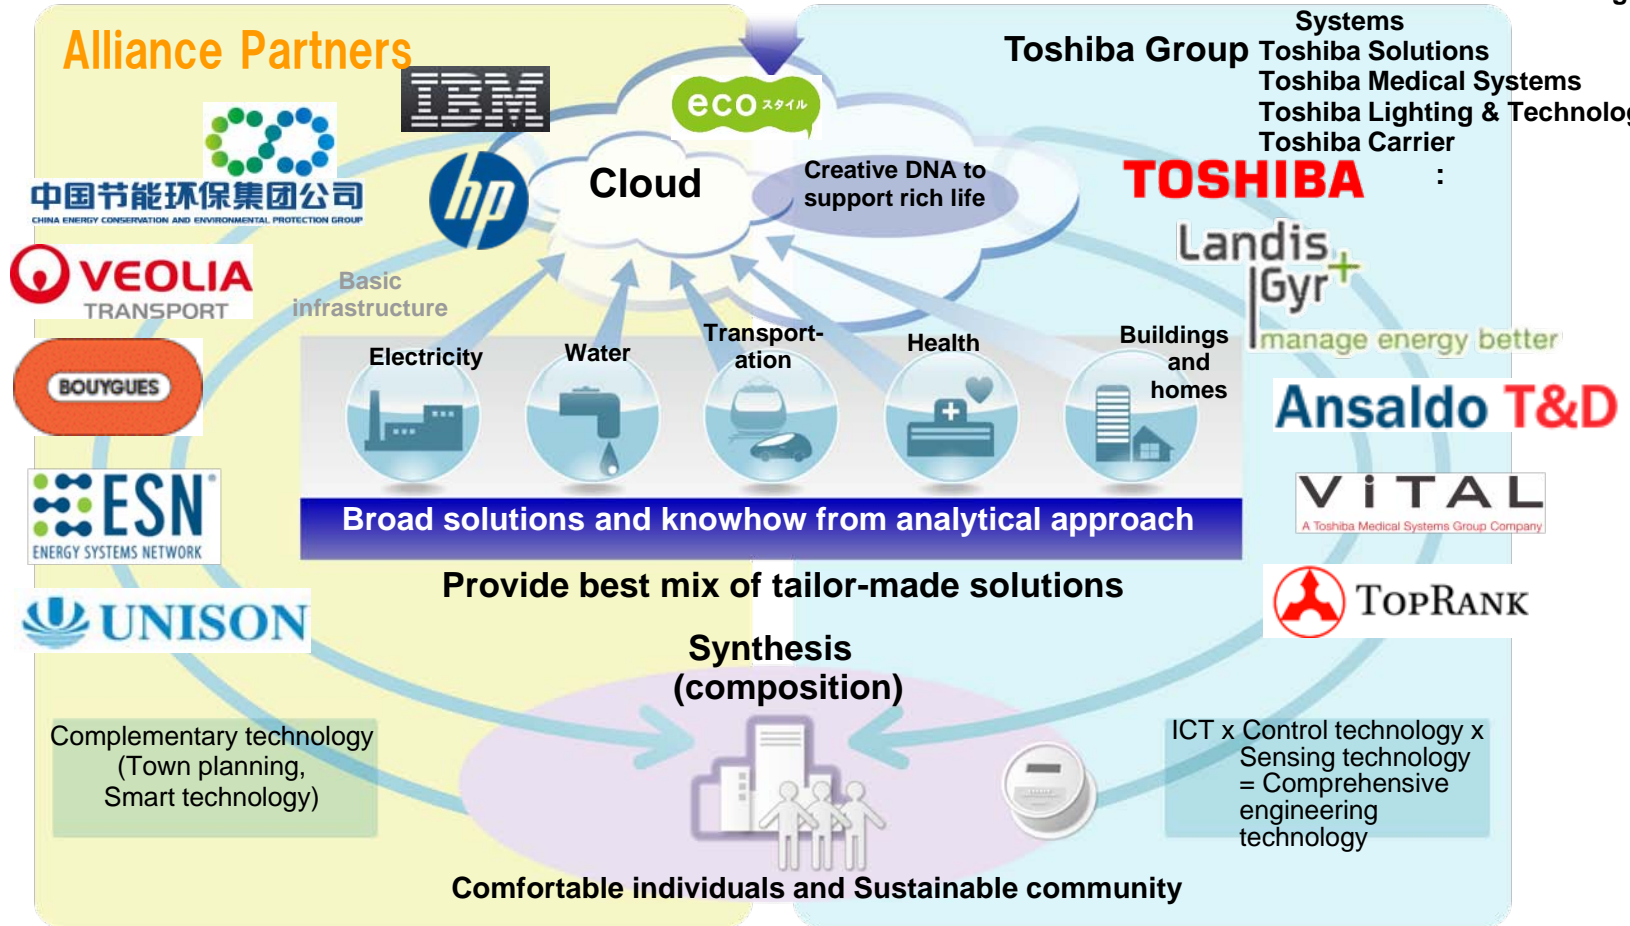 g
Alliance Partners
Toshiba Group
Systems
Toshiba Solutions
Toshiba Medical Systems
Toshiba Lighting & Technolog
Toshiba Carrier
:
IBM
eco スタイル
中国节能环保集团公司
CHINA ENERGY CONSERVATION AND ENVIRONMENTAL PROTECTION GROUP
hp
Cloud
Creative DNA to
support rich life
TOSHIBA
VEOLIA
TRANSPORT
Basic
infrastructure
Landis
Gyr+
manage energy better
BOUYGUES
Electricity
Water
Transport-
ation
Health
Buildings
and
homes
Ansaldo T&D
ESN
ENERGY SYSTEMS NETWORK
Broad solutions and knowhow from analytical approach
ViTAL
A Toshiba Medical Systems Group Company
UNISON
Provide best mix of tailor-made solutions
TOPRANK
Synthesis
(composition)
Complementary technology
(Town planning,
Smart technology)
ICT x Control technology x
Sensing technology
= Comprehensive
engineering
technology
Comfortable individuals and Sustainable community